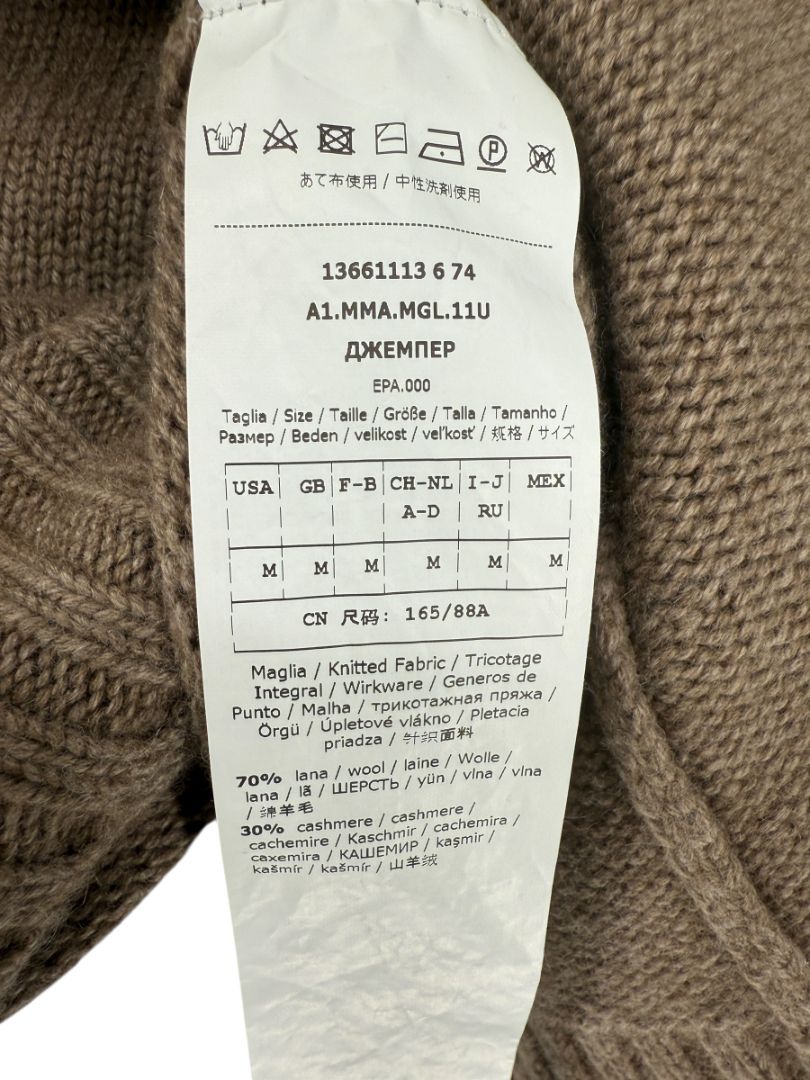 P
W
あて布使用 / 中性洗剤使用
13661113 6 74
A1.MMA.MGL.11U
ДЖЕМПЕР
EPA.000
Taglia / Size / Taille / Größe / Talla / Tamanho /
Размер / Beden / velikost / veľkosť / 规格 / サイズ
USA GB F-B CH-NL I-J MEX
A-D RU
M M M M M M
CN 尺码: 165/88A
Maglia / Knitted Fabric / Tricotage
Integral / Wirkware / Generos de
Punto / Malha / трикотажная пряжа /
Örgü / Úpletové vlákno / Pletacia
priadza / 针织面料
70% lana / wool / laine / Wolle /
lana / lã / ШЕРСТЬ / yün / vlna / vlna
/ 绵羊毛
30% cashmere / cashmere /
cachemire / Kaschmir / cachemira /
caxemira / КАШЕМИР / kaşmir /
kašmír / kašmír / 山羊绒